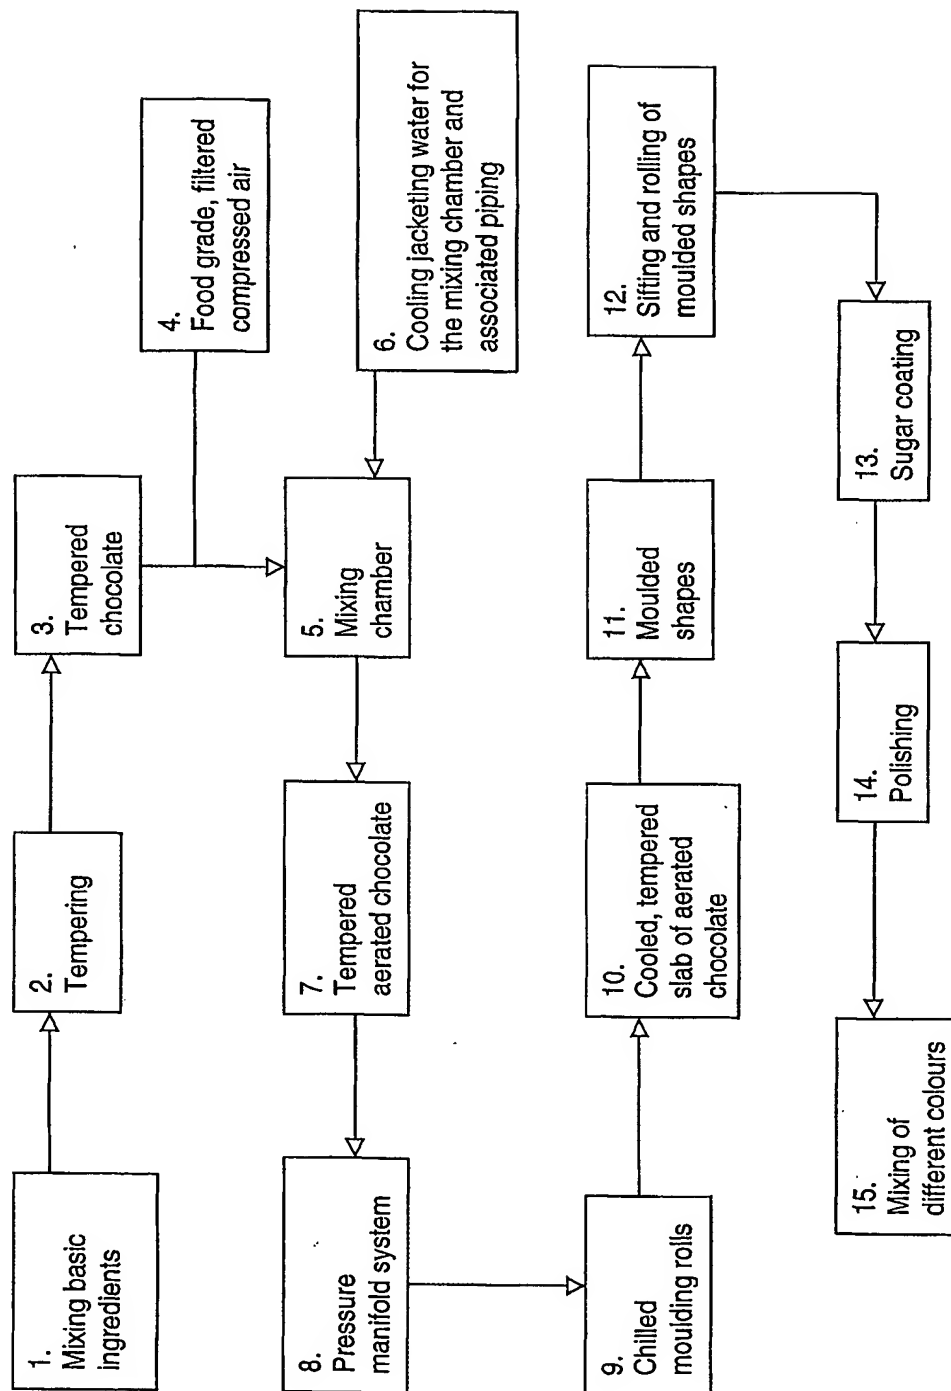 1.
Mixing basic
ingredients
2.
Tempering
3.
Tempered
chocolate
4.
Food grade, filtered
compressed air
5.
Mixing
chamber
6.
Cooling jacketing water for
the mixing chamber and
associated piping
7.
Tempered
aerated chocolate
8.
Pressure
manifold system
9.
Chilled
moulding rolls
10.
Cooled, tempered
slab of aerated
chocolate
11.
Moulded
shapes
12.
Sifting and rolling of
moulded shapes
13.
Sugar coating
14.
Polishing
15.
Mixing of
different colours